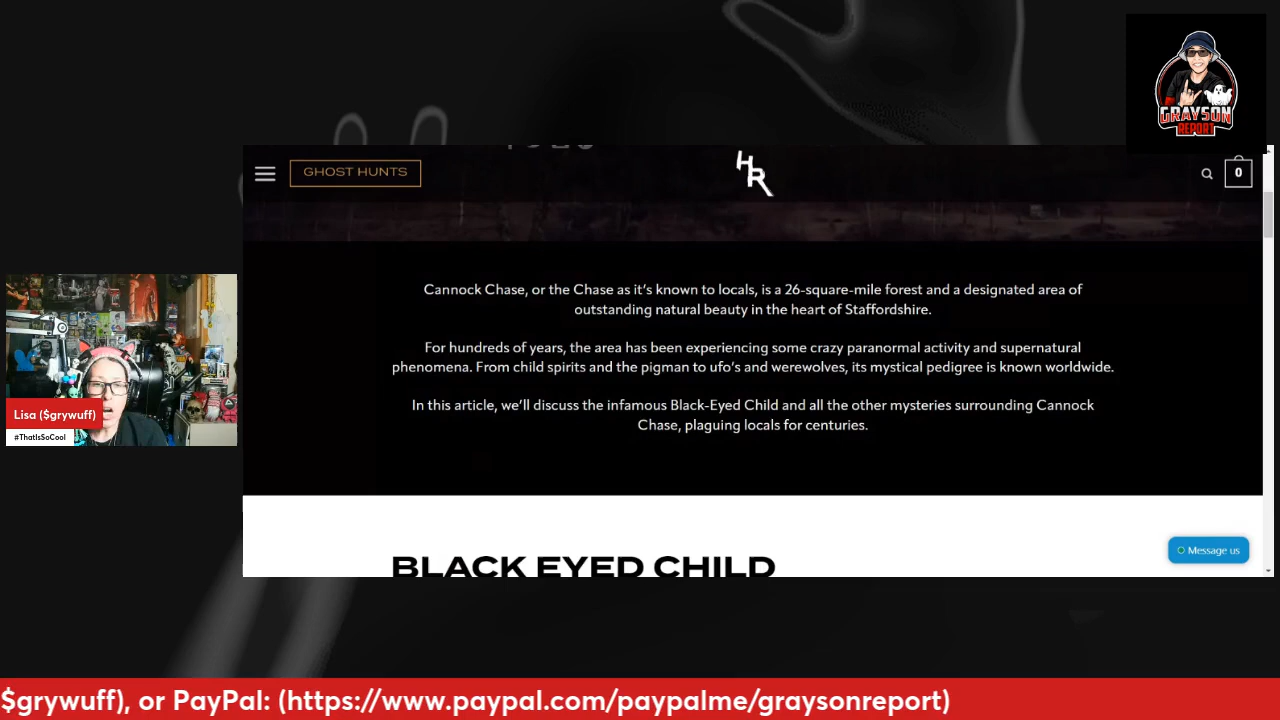 GRAYSON
REPORT
GHOST HUNTS
HR
0
Cannock Chase, or the Chase as it's known to locals, is a 26-square-mile forest and a designated area of
outstanding natural beauty in the heart of Staffordshire.
For hundreds of years, the area has been experiencing some crazy paranormal activity and supernatural
phenomena. From child spirits and the pigman to ufo's and werewolves, its mystical pedigree is known worldwide.
In this article, we'll discuss the infamous Black-Eyed Child and all the other mysteries surrounding Cannock
Chase, plaguing locals for centuries.
Lisa ($grywuff)
#ThatIsSoCool
Message us
BLACK EYED CHILD
$grywuff), or PayPal: (https://www.paypal.com/paypalme/graysonreport)